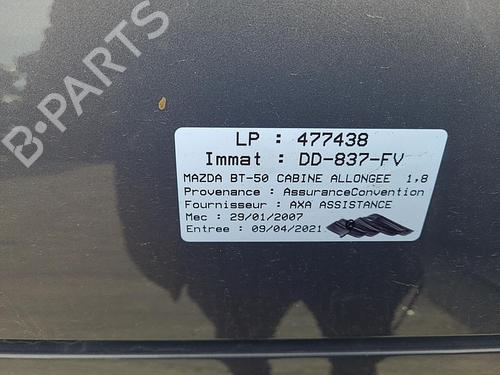 B-PARTS
LP : 477438
Immat : DD-837-FV
MAZDA BT-50 CABINE ALLONGEE 1,8
Provenance : AssuranceConvention
Fournisseur : AXA ASSISTANCE
Mec : 29/01/2007
Entree : 09/04/2021